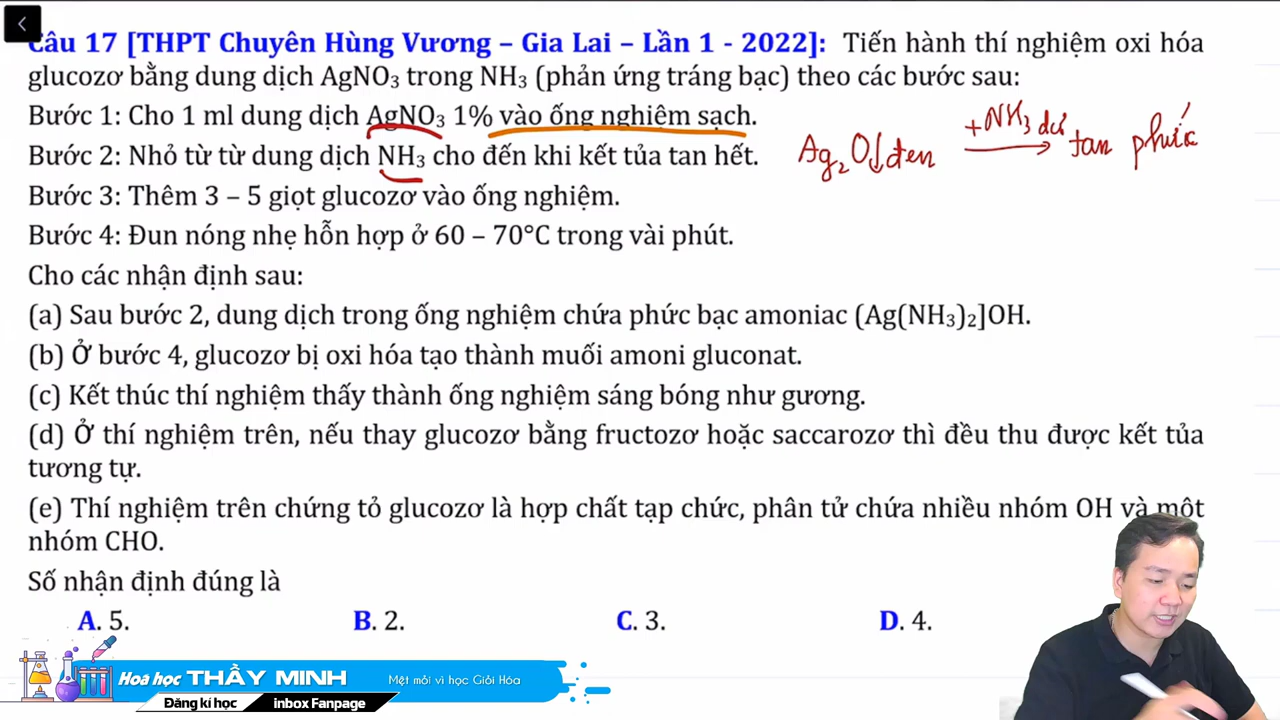 Câu 17 [THPT Chuyên Hùng Vương – Gia Lai – Lần 1 - 2022]: Tiến hành thí nghiệm oxi hóa
glucozơ bằng dung dịch AgNO₃ trong NH₃ (phản ứng tráng bạc) theo các bước sau:
Bước 1: Cho 1 ml dung dịch AgNO₃ 1% vào ống nghiệm sạch.
Bước 2: Nhỏ từ từ dung dịch NH₃ cho đến khi kết tủa tan hết.
Ag₂O↓đen +NH₃ dư → tan phức
Bước 3: Thêm 3 – 5 giọt glucozơ vào ống nghiệm.
Bước 4: Đun nóng nhẹ hỗn hợp ở 60 – 70°C trong vài phút.
Cho các nhận định sau:
(a) Sau bước 2, dung dịch trong ống nghiệm chứa phức bạc amoniac (Ag(NH₃)₂]OH.
(b) Ở bước 4, glucozơ bị oxi hóa tạo thành muối amoni gluconat.
(c) Kết thúc thí nghiệm thấy thành ống nghiệm sáng bóng như gương.
(d) Ở thí nghiệm trên, nếu thay glucozơ bằng fructozơ hoặc saccarozơ thì đều thu được kết tủa
tương tự.
(e) Thí nghiệm trên chứng tỏ glucozơ là hợp chất tạp chức, phân tử chứa nhiều nhóm OH và một
nhóm CHO.
Số nhận định đúng là
A. 5. B. 2. C. 3. D. 4.
Hoá học THẦY MINH Mệt mỏi vì học Giỏi Hóa
Đăng kí học inbox Fanpage